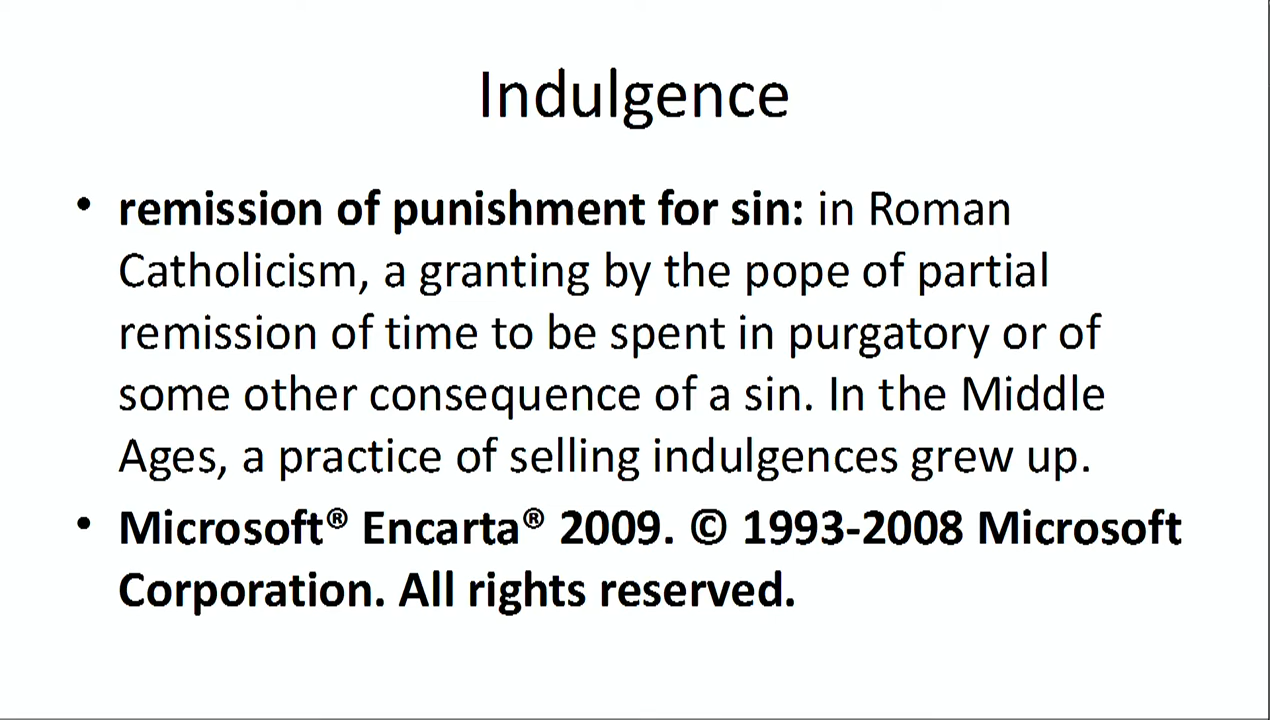 Indulgence
• remission of punishment for sin: in Roman
Catholicism, a granting by the pope of partial
remission of time to be spent in purgatory or of
some other consequence of a sin. In the Middle
Ages, a practice of selling indulgences grew up.
• Microsoft® Encarta® 2009. © 1993-2008 Microsoft
Corporation. All rights reserved.